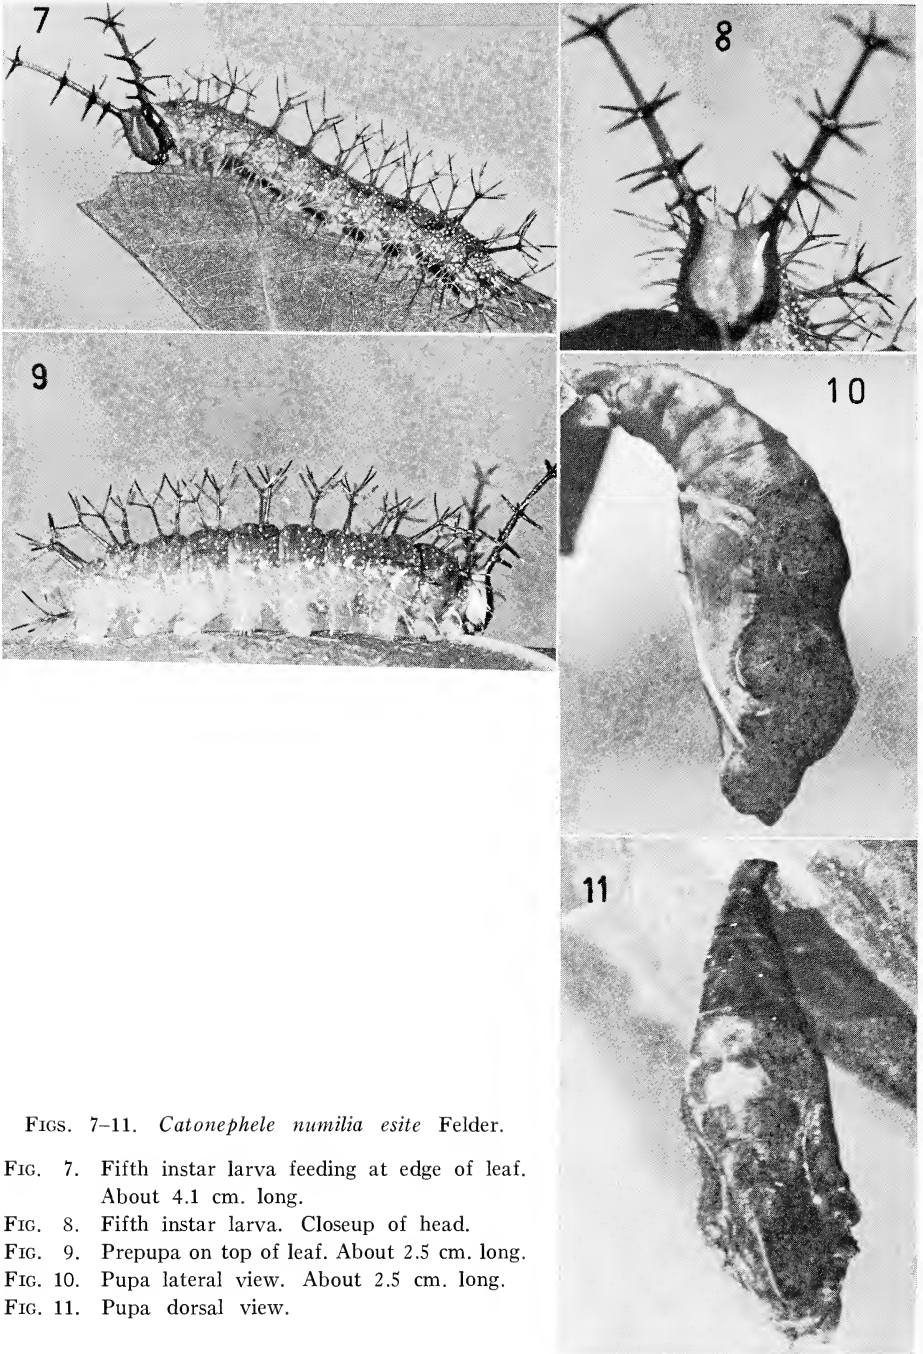 7
8
9
10
11
FIGS. 7–11. Catonephele numilia esite Felder.
FIG. 7. Fifth instar larva feeding at edge of leaf.
About 4.1 cm. long.
FIG. 8. Fifth instar larva. Closeup of head.
FIG. 9. Prepupa on top of leaf. About 2.5 cm. long.
FIG. 10. Pupa lateral view. About 2.5 cm. long.
FIG. 11. Pupa dorsal view.